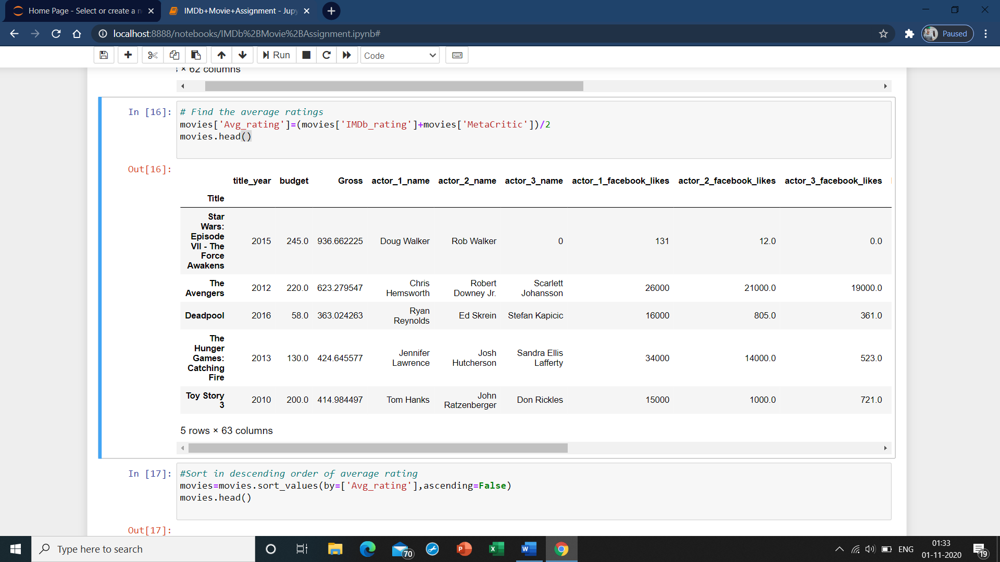 Home Page - Select or create a n
IMDb+Movie+Assignment - Jupy
localhost:8888/notebooks/IMDb%2BMovie%2BAssignment.ipynb#
Paused
Run
Code
× 62 columns
In [16]:
# Find the average ratings
movies['Avg_rating']=(movies['IMDb_rating']+movies['MetaCritic'])/2
movies.head()
Out[16]:
title_year budget Gross actor_1_name actor_2_name actor_3_name actor_1_facebook_likes actor_2_facebook_likes actor_3_facebook_likes
Title
Star
Wars:
Episode
VII - The
Force
Awakens
2015 245.0 936.662225 Doug Walker Rob Walker 0 131 12.0 0.0
The
Avengers
2012 220.0 623.279547 Chris
Hemsworth
Robert
Downey Jr.
Scarlett
Johansson
26000 21000.0 19000.0
Deadpool 2016 58.0 363.024263 Ryan
Reynolds
Ed Skrein Stefan Kapicic 16000 805.0 361.0
The
Hunger
Games:
Catching
Fire
2013 130.0 424.645577 Jennifer
Lawrence
Josh
Hutcherson
Sandra Ellis
Lafferty
34000 14000.0 523.0
Toy Story
3
2010 200.0 414.984497 Tom Hanks John
Ratzenberger
Don Rickles 15000 1000.0 721.0
5 rows × 63 columns
In [17]:
#Sort in descending order of average rating
movies=movies.sort_values(by=['Avg_rating'],ascending=False)
movies.head()
Out[17]:
Type here to search
70
P
X
W
ENG
01:33
01-11-2020
19